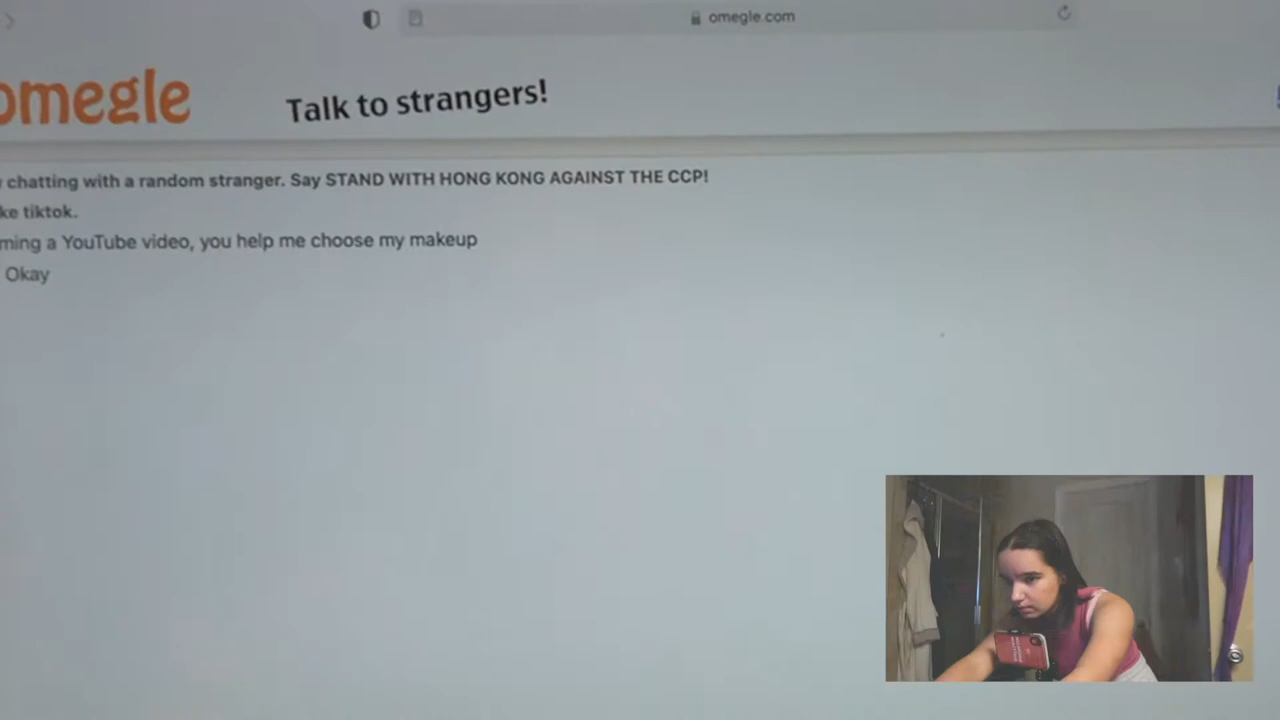 omegle.com
omegle
Talk to strangers!
chatting with a random stranger. Say STAND WITH HONG KONG AGAINST THE CCP!
ke tiktok.
ming a YouTube video, you help me choose my makeup
Okay